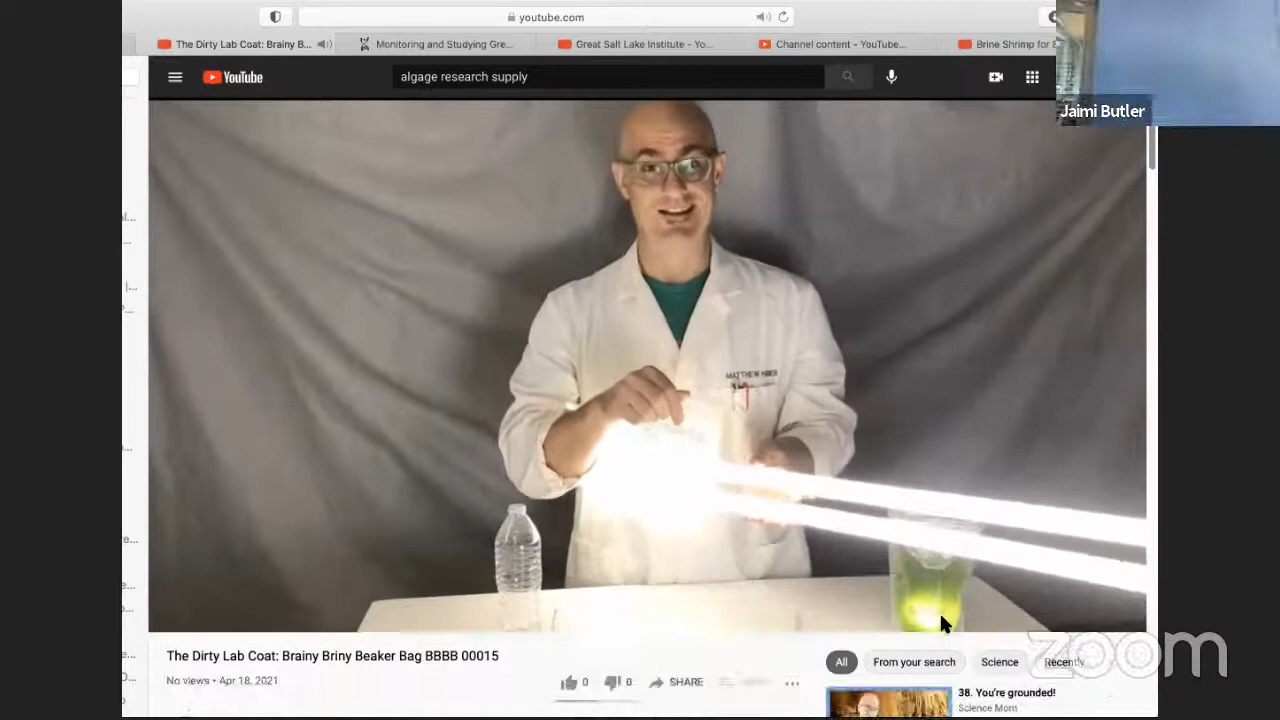 youtube.com
The Dirty Lab Coat: Brainy B...
Monitoring and Studying Gre...
Great Salt Lake Institute - Yo...
Channel content - YouTube...
Brine Shrimp for E
YouTube
algage research supply
Jaimi Butler
MATTHEW
The Dirty Lab Coat: Brainy Briny Beaker Bag BBBB 00015
No views • Apr 18, 2021
0
0
SHARE
All
From your search
Science
Recently
38. You're grounded!
Science Mom
zoom